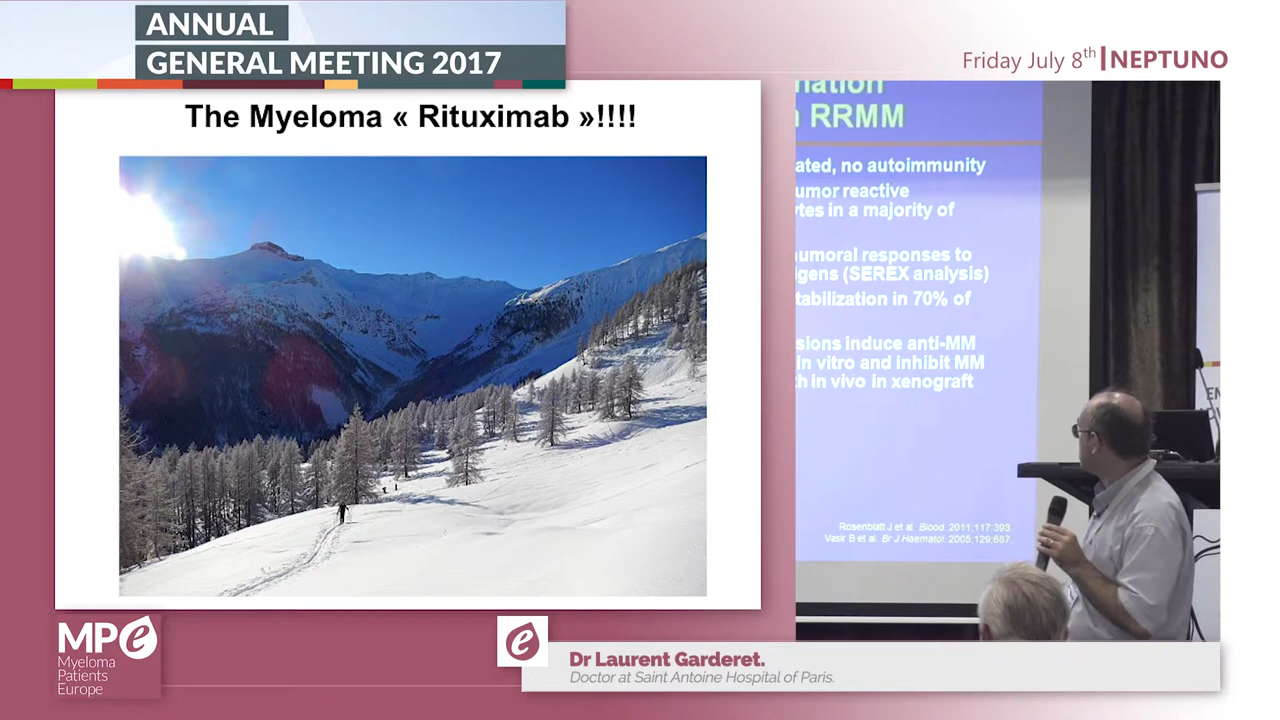 ANNUAL
GENERAL MEETING 2017
Friday July 8th | NEPTUNO
The Myeloma « Rituximab »!!!!
RRMM
ated, no autoimmunity
umor reactive
ytes in a majority of
umoral responses to
igens (SEREX analysis)
tabilization in 70% of
sions induce anti-MM
in vitro and inhibit MM
th in vivo in xenograft
Rosenblatt J et al. Blood. 2011;117:393.
Vasir B et al. Br J Haematol. 2005;129:687.
MPe
Myeloma
Patients
Europe
e
Dr Laurent Garderet.
Doctor at Saint Antoine Hospital of Paris.